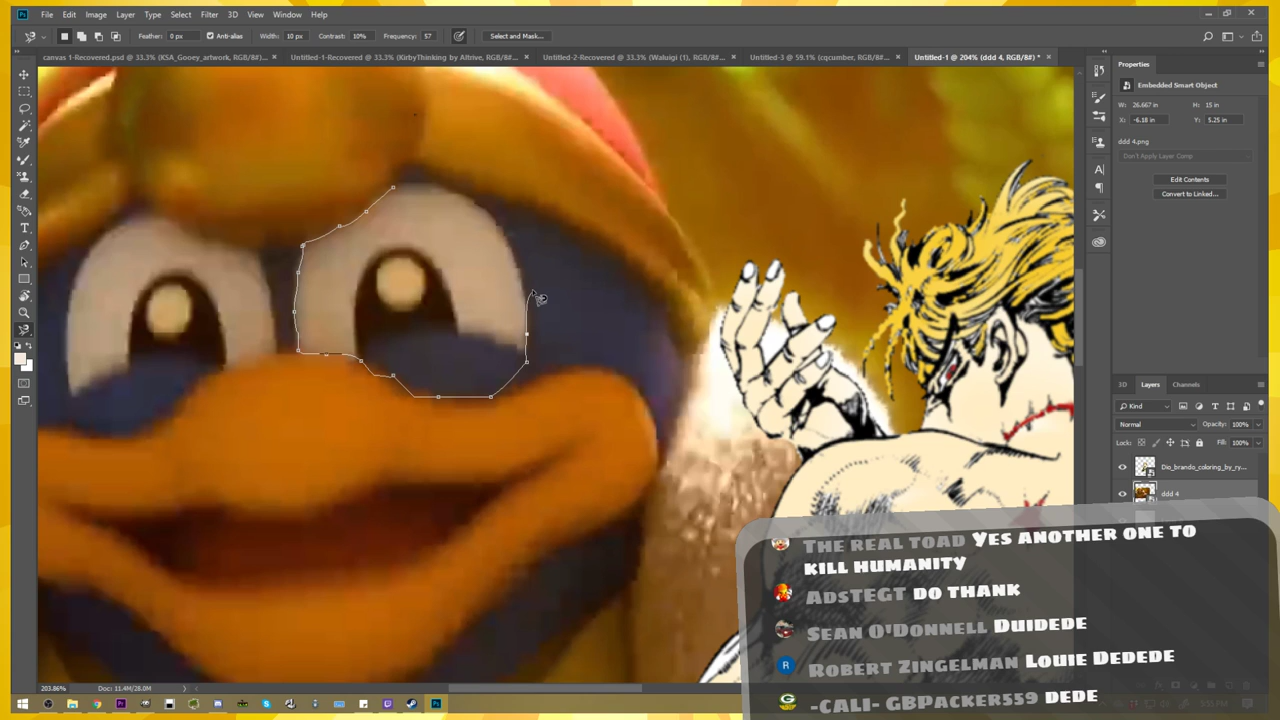 File Edit Image Layer Type Select Filter 3D View Window Help
Feather: 0 px Anti-alias Width: 10 px Contrast: 10% Frequency: 57 Select and Mask...
canvas 1-Recovered.psd @ 33.3% (KSA_Gooey_artwork, RGB/8#)... × Untitled-1-Recovered @ 33.3% (KirbyThinking by Altrive, RGB/8#... × Untitled-2-Recovered @ 33.3% (Waluigi (1), RGB/8#... × Untitled-3 @ 59.1% (cqcumber, RGB/8#... × Untitled-1 @ 204% (ddd 4, RGB/8#) * ×
Properties
Embedded Smart Object
W: 26.667 in H: 15 in
X: -6.18 in Y: 5.25 in
ddd 4.png
Don't Apply Layer Comp
Edit Contents
Convert to Linked...
3D Layers Channels
Kind
Normal Opacity: 100%
Lock: Fill: 100%
Dio_brando_coloring_by_ry...
ddd 4
The real toad Yes another one to
kill humanity
AdsTEGT do thank
Sean O'Donnell Duidede
Robert Zingelman Louie Dedede
-Cali- GBPacker559 dede
203.86% Doc: 11.4M/28.0M